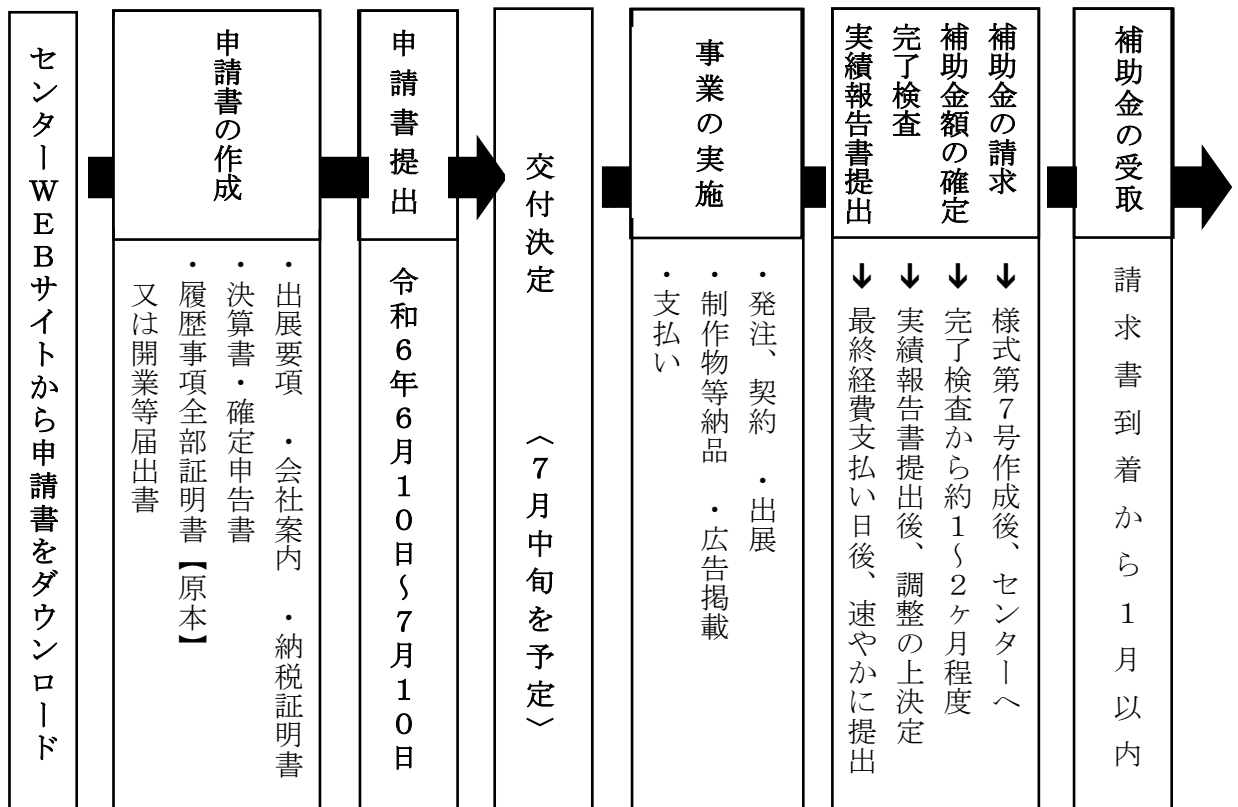 センターWEBサイトから申請書をダウンロード
申請書の作成
・出展要項　・会社案内　・納税証明書
・決算書・確定申告書
・履歴事項全部証明書【原本】
又は開業等届出書
申請書提出
令和6年6月10日～7月10日
交付決定　〈7月中旬を予定〉
事業の実施
・発注、契約　・出展
・制作物等納品　・広告掲載
・支払い
実績報告書提出
↓最終経費支払い日後、速やかに提出
完了検査
↓実績報告書提出後、調整の上決定
補助金額の確定
↓完了検査から約1～2ヶ月程度
補助金の請求
↓様式第7号作成後、センターへ
補助金の受取
請求書到着から1月以内